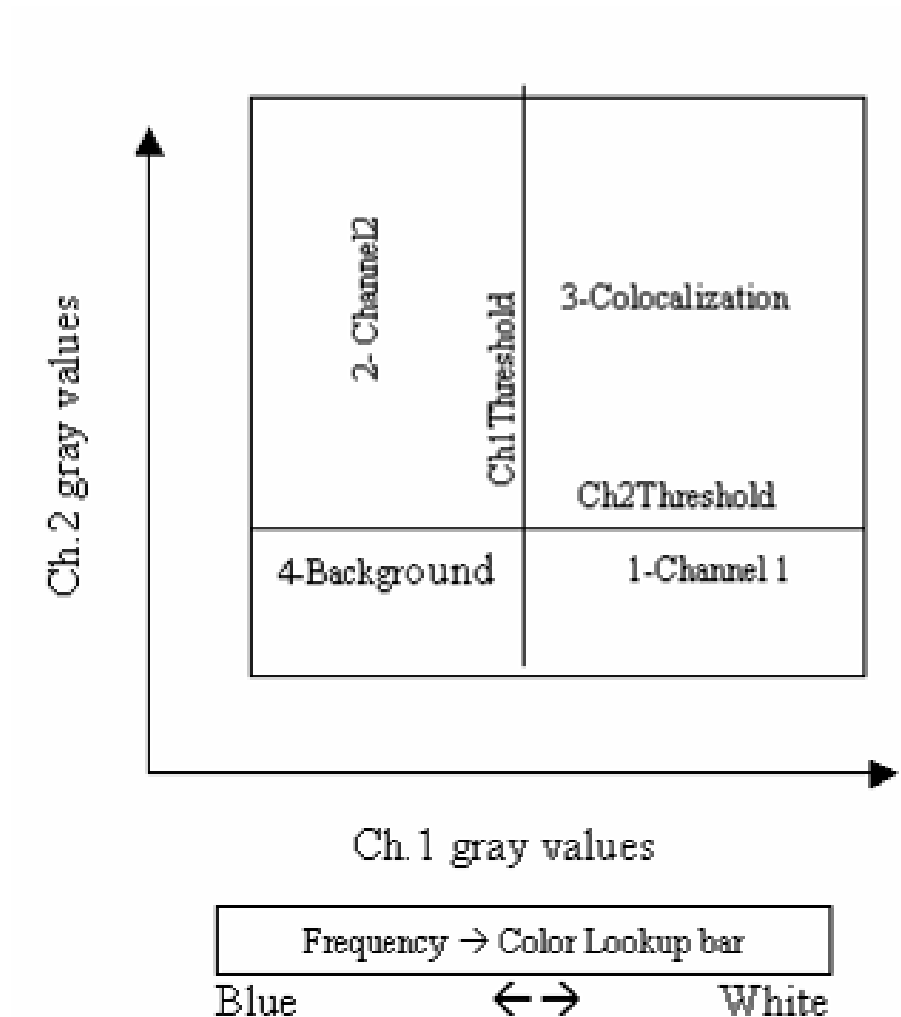 2- Channel2
3-Colocalization
Ch1Threshold
Ch2Threshold
4-Background
1-Channel 1
Ch.2 gray values
Ch.1 gray values
Frequency → Color Lookup bar
Blue ←→ White